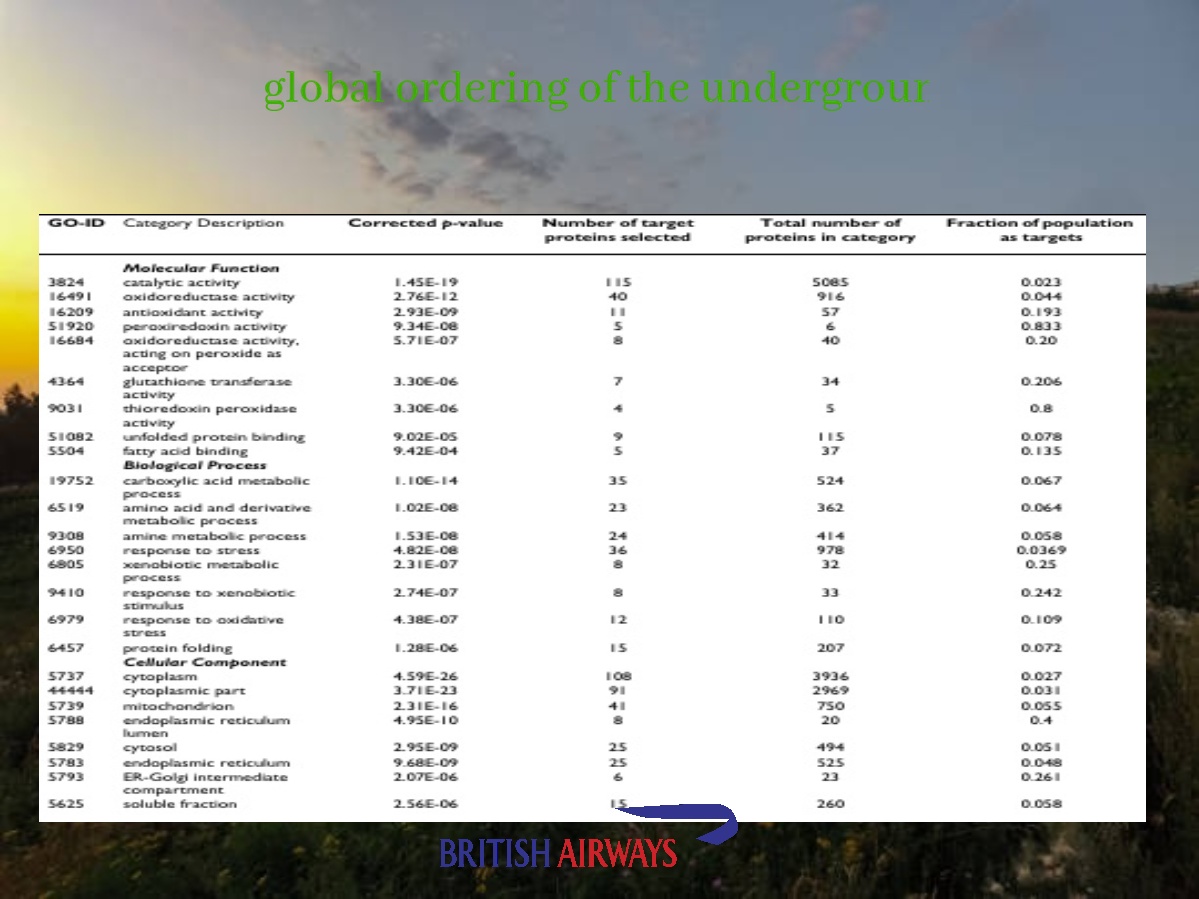 global ordering of the undergrour
GO-ID Category Description Corrected p-value Number of target proteins selected Total number of proteins in category Fraction of population as targets
Molecular Function
3824 catalytic activity 1.45E-19 115 5085 0.023
16491 oxidoreductase activity 2.76E-12 40 916 0.044
16209 antioxidant activity 2.93E-09 11 57 0.193
51920 peroxiredoxin activity 9.34E-08 5 6 0.833
16684 oxidoreductase activity, 5.71E-07 8 40 0.20
acting on peroxide as
acceptor
4364 glutathione transferase 3.30E-06 7 34 0.206
activity
9031 thioredoxin peroxidase 3.30E-06 4 5 0.8
activity
51082 unfolded protein binding 9.02E-05 9 115 0.078
5504 fatty acid binding 9.42E-04 5 37 0.135
Biological Process
19752 carboxylic acid metabolic 1.10E-14 35 524 0.067
process
6519 amino acid and derivative 1.02E-08 23 362 0.064
metabolic process
9308 amine metabolic process 1.53E-08 24 414 0.058
6950 response to stress 4.82E-08 36 978 0.0369
6805 xenobiotic metabolic 2.31E-07 8 32 0.25
process
9410 response to xenobiotic 2.74E-07 8 33 0.242
stimulus
6979 response to oxidative 4.38E-07 12 110 0.109
stress
6457 protein folding 1.28E-06 15 207 0.072
Cellular Component
5737 cytoplasm 4.59E-26 108 3936 0.027
44444 cytoplasmic part 3.71E-23 91 2969 0.031
5739 mitochondrion 2.31E-16 41 750 0.055
5788 endoplasmic reticulum 4.95E-10 8 20 0.4
lumen
5829 cytosol 2.95E-09 25 494 0.051
5783 endoplasmic reticulum 9.68E-09 25 525 0.048
5793 ER-Golgi intermediate 2.07E-06 6 23 0.261
compartment
5625 soluble fraction 2.56E-06 15 260 0.058
BRITISH AIRWAYS